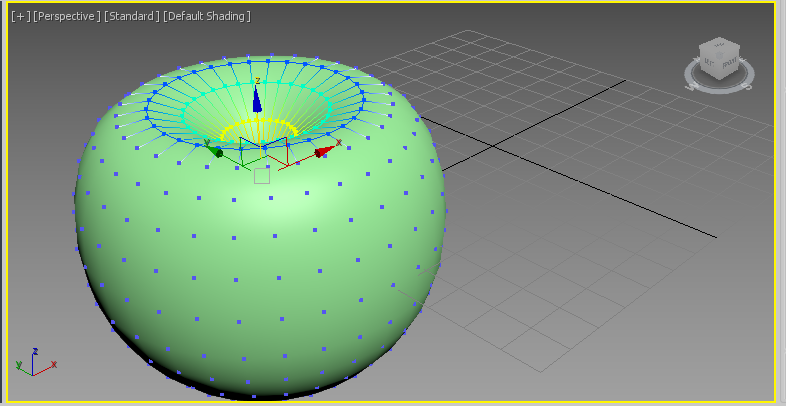 [+] [Perspective] [Standard] [Default Shading]
z
y
x
z
y
x